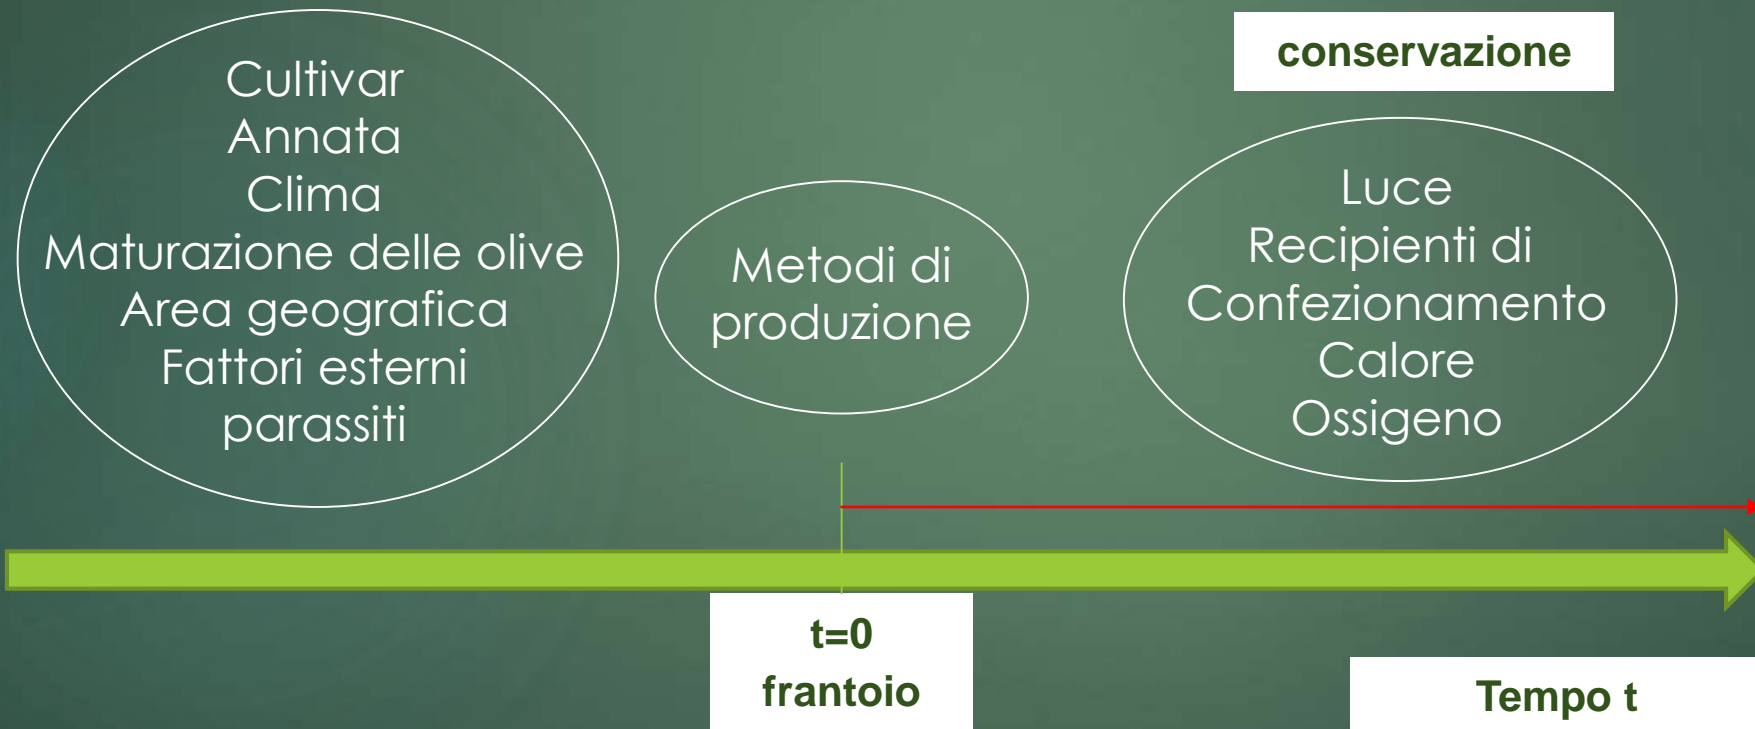 Cultivar
Annata
Clima
Maturazione delle olive
Area geografica
Fattori esterni
parassiti
Metodi di
produzione
conservazione
Luce
Recipienti di
Confezionamento
Calore
Ossigeno
t=0
frantoio
Tempo t